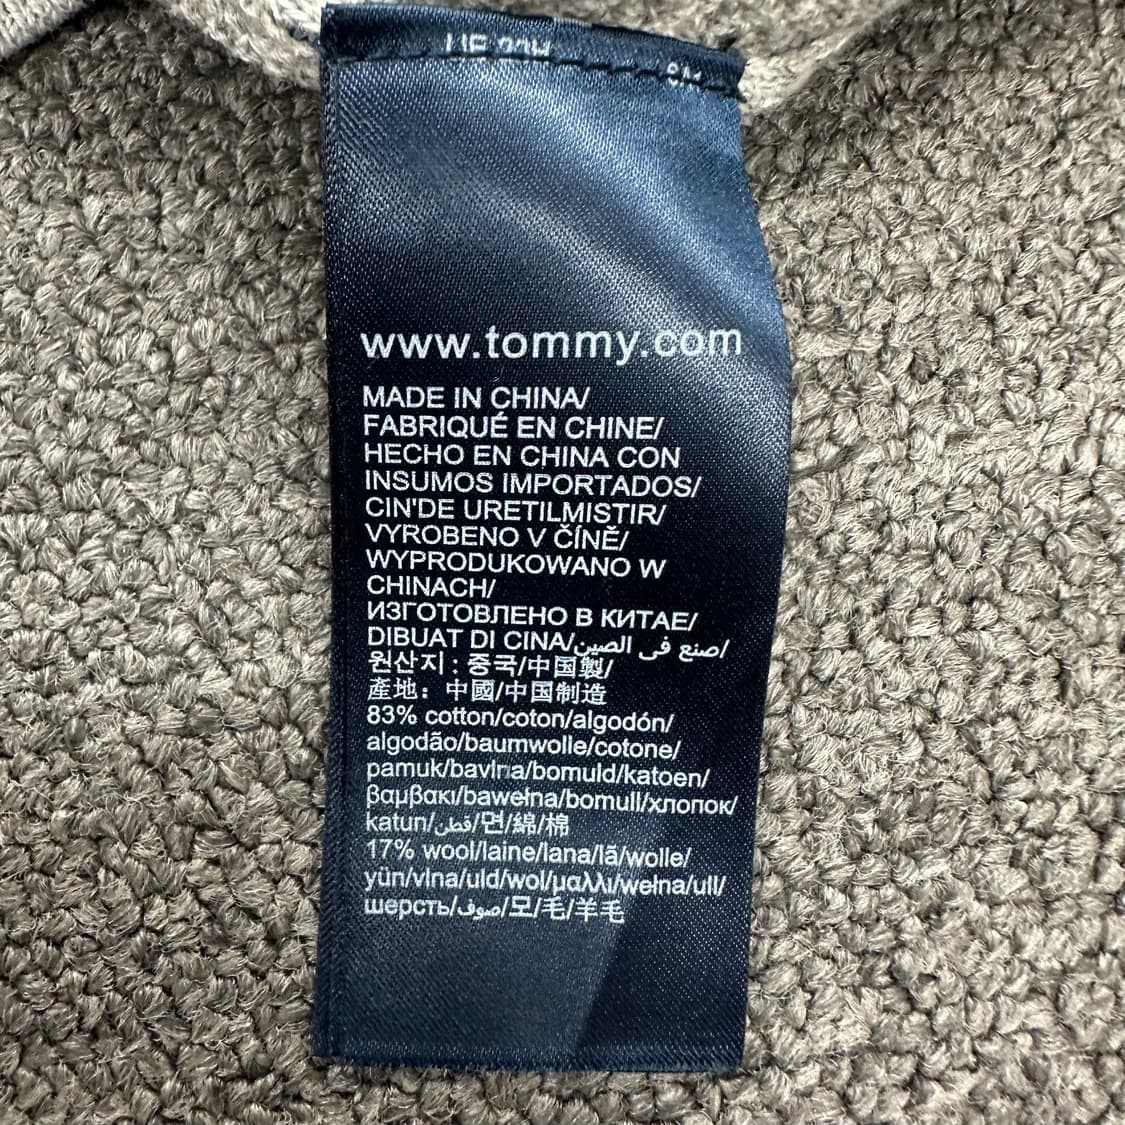 www.tommy.com
MADE IN CHINA/
FABRIQUÉ EN CHINE/
HECHO EN CHINA CON
INSUMOS IMPORTADOS/
CIN'DE URETILMISTIR/
VYROBENO V ČÍNĚ/
WYPRODUKOWANO W
CHINACH/
ИЗГОТОВЛЕНО В КИТАЕ/
DIBUAT DI CINA/صنع في الصين/
원산지 : 중국/中国製/
產地：中國/中国制造
83% cotton/coton/algodón/
algodão/baumwolle/cotone/
pamuk/bavlna/bomuld/katoen/
βαμβακι/bawełna/bomull/хлопок/
katun/قطن/면/綿/棉
17% wool/laine/lana/lã/wolle/
yün/vlna/uld/wol/μαλλι/wełna/ull/
шерсть/صوف/모/毛/羊毛